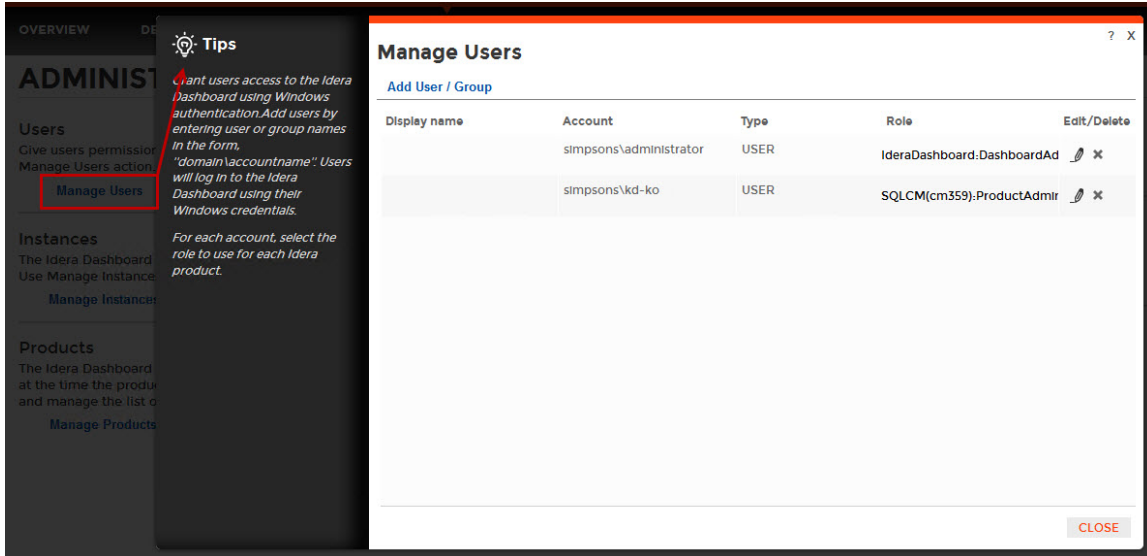 OVERVIEW
ADMINIST
Users
Give users permission
Manage Users action.
Manage Users
Instances
The Idera Dashboard
Use Manage Instance
Manage Instances
Products
The Idera Dashboard
at the time the produ
and manage the list o
Manage Products
Tips
Grant users access to the Idera
Dashboard using Windows
authentication.Add users by
entering user or group names
in the form,
"domain\accountname". Users
will log in to the Idera
Dashboard using their
Windows credentials.
For each account, select the
role to use for each Idera
product.
? X
Manage Users
Add User / Group
Display name Account Type Role Edit/Delete
simpsons\administrator USER IderaDashboard:DashboardAd
simpsons\kd-ko USER SQLCM(cm359):ProductAdmir
CLOSE